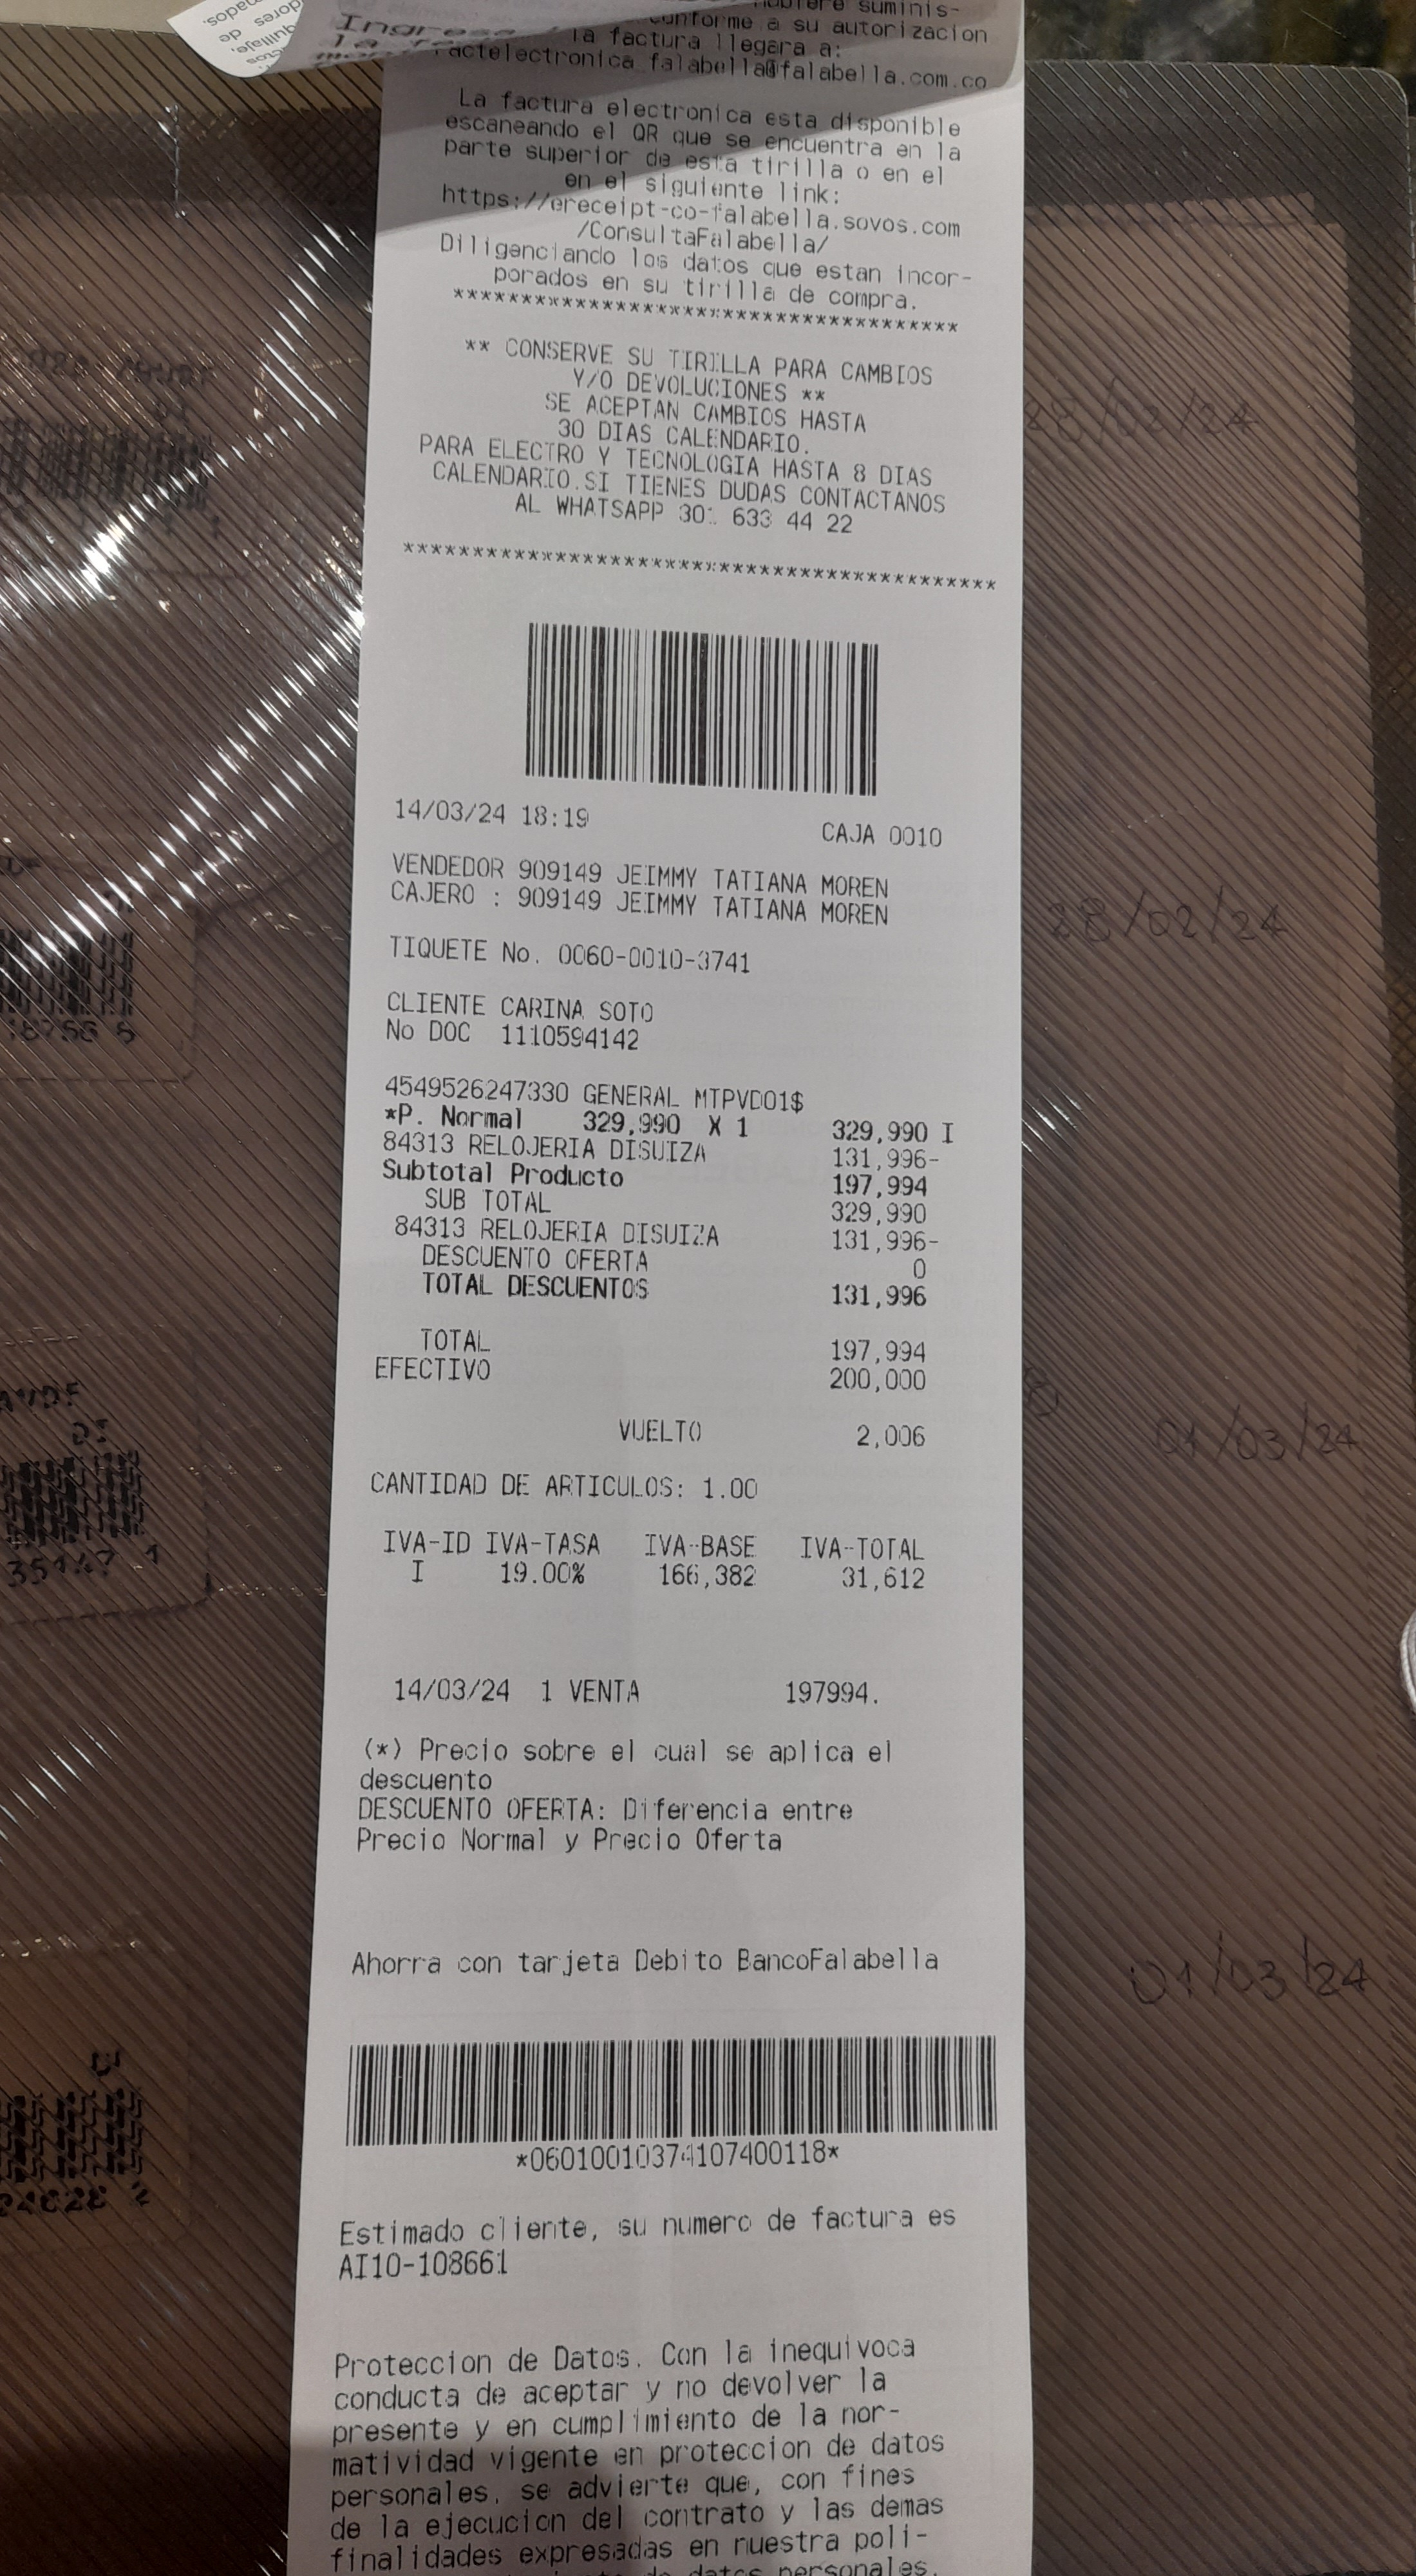 suminis-
conforme a su autorizacion
la factura llegara a:
actelectronica_falabella@falabella.com.co
La factura electronica esta disponible
escaneando el QR que se encuentra en la
parte superior de esta tirilla o en el
en el siguiente link:
https://ereceipt-co-falabella.sovos.com
/ConsultaFalabella/
Diligenciando los datos que estan incor-
porados en su tirilla de compra.
*************************************
** CONSERVE SU TIRILLA PARA CAMBIOS
Y/O DEVOLUCIONES **
SE ACEPTAN CAMBIOS HASTA
30 DIAS CALENDARIO.
PARA ELECTRO Y TECNOLOGIA HASTA 8 DIAS
CALENDARIO.SI TIENES DUDAS CONTACTANOS
AL WHATSAPP 301 633 44 22
*******************************************
14/03/24 18:19 CAJA 0010
VENDEDOR 909149 JEIMMY TATIANA MOREN
CAJERO : 909149 JEIMMY TATIANA MOREN
TIQUETE No. 0060-0010-3741
CLIENTE CARINA SOTO
No DOC 1110594142
4549526247330 GENERAL MTPVD01$
*P. Normal 329,990 X 1 329,990 I
84313 RELOJERIA DISUIZA 131,996-
Subtotal Producto 197,994
SUB TOTAL 329,990
84313 RELOJERIA DISUIZA 131,996-
DESCUENTO OFERTA 0
TOTAL DESCUENTOS 131,996
TOTAL 197,994
EFECTIVO 200,000
VUELTO 2,006
CANTIDAD DE ARTICULOS: 1.00
IVA-ID IVA-TASA IVA-BASE IVA-TOTAL
I 19.00% 166,382 31,612
14/03/24 1 VENTA 197994.
(*) Precio sobre el cual se aplica el
descuento
DESCUENTO OFERTA: Diferencia entre
Precio Normal y Precio Oferta
Ahorra con tarjeta Debito BancoFalabella
*06010010374107400118*
Estimado cliente, su numero de factura es
AI10-108661
Proteccion de Datos. Con la inequivoca
conducta de aceptar y no devolver la
presente y en cumplimiento de la nor-
matividad vigente en proteccion de datos
personales, se advierte que, con fines
de la ejecucion del contrato y las demas
finalidades expresadas en nuestra poli-
de datos personales,
28/02/24
28/02/24
01/03/24
01/03/24